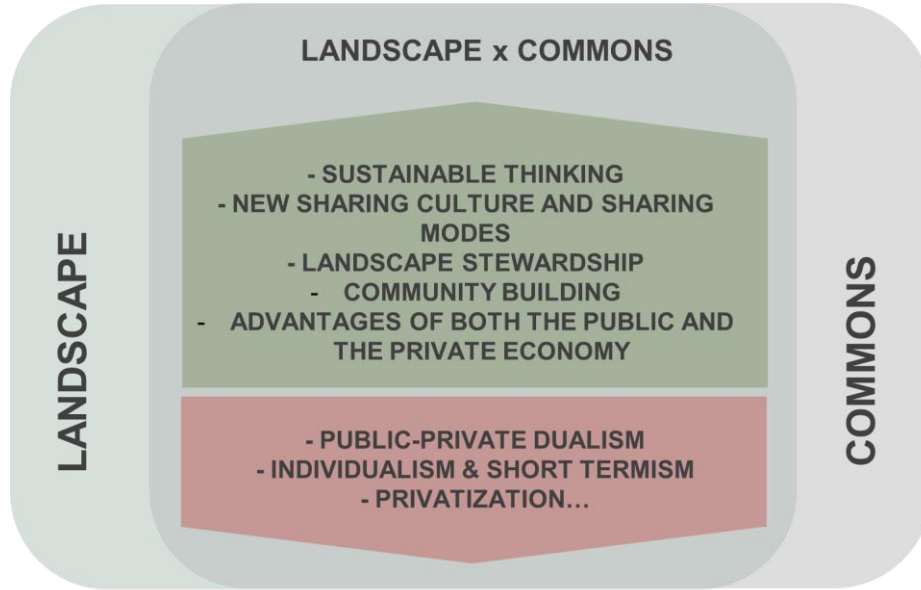 LANDSCAPE x COMMONS
- SUSTAINABLE THINKING
- NEW SHARING CULTURE AND SHARING
MODES
- LANDSCAPE STEWARDSHIP
- COMMUNITY BUILDING
- ADVANTAGES OF BOTH THE PUBLIC AND
THE PRIVATE ECONOMY
- PUBLIC-PRIVATE DUALISM
- INDIVIDUALISM & SHORT TERMISM
- PRIVATIZATION…
LANDSCAPE
COMMONS